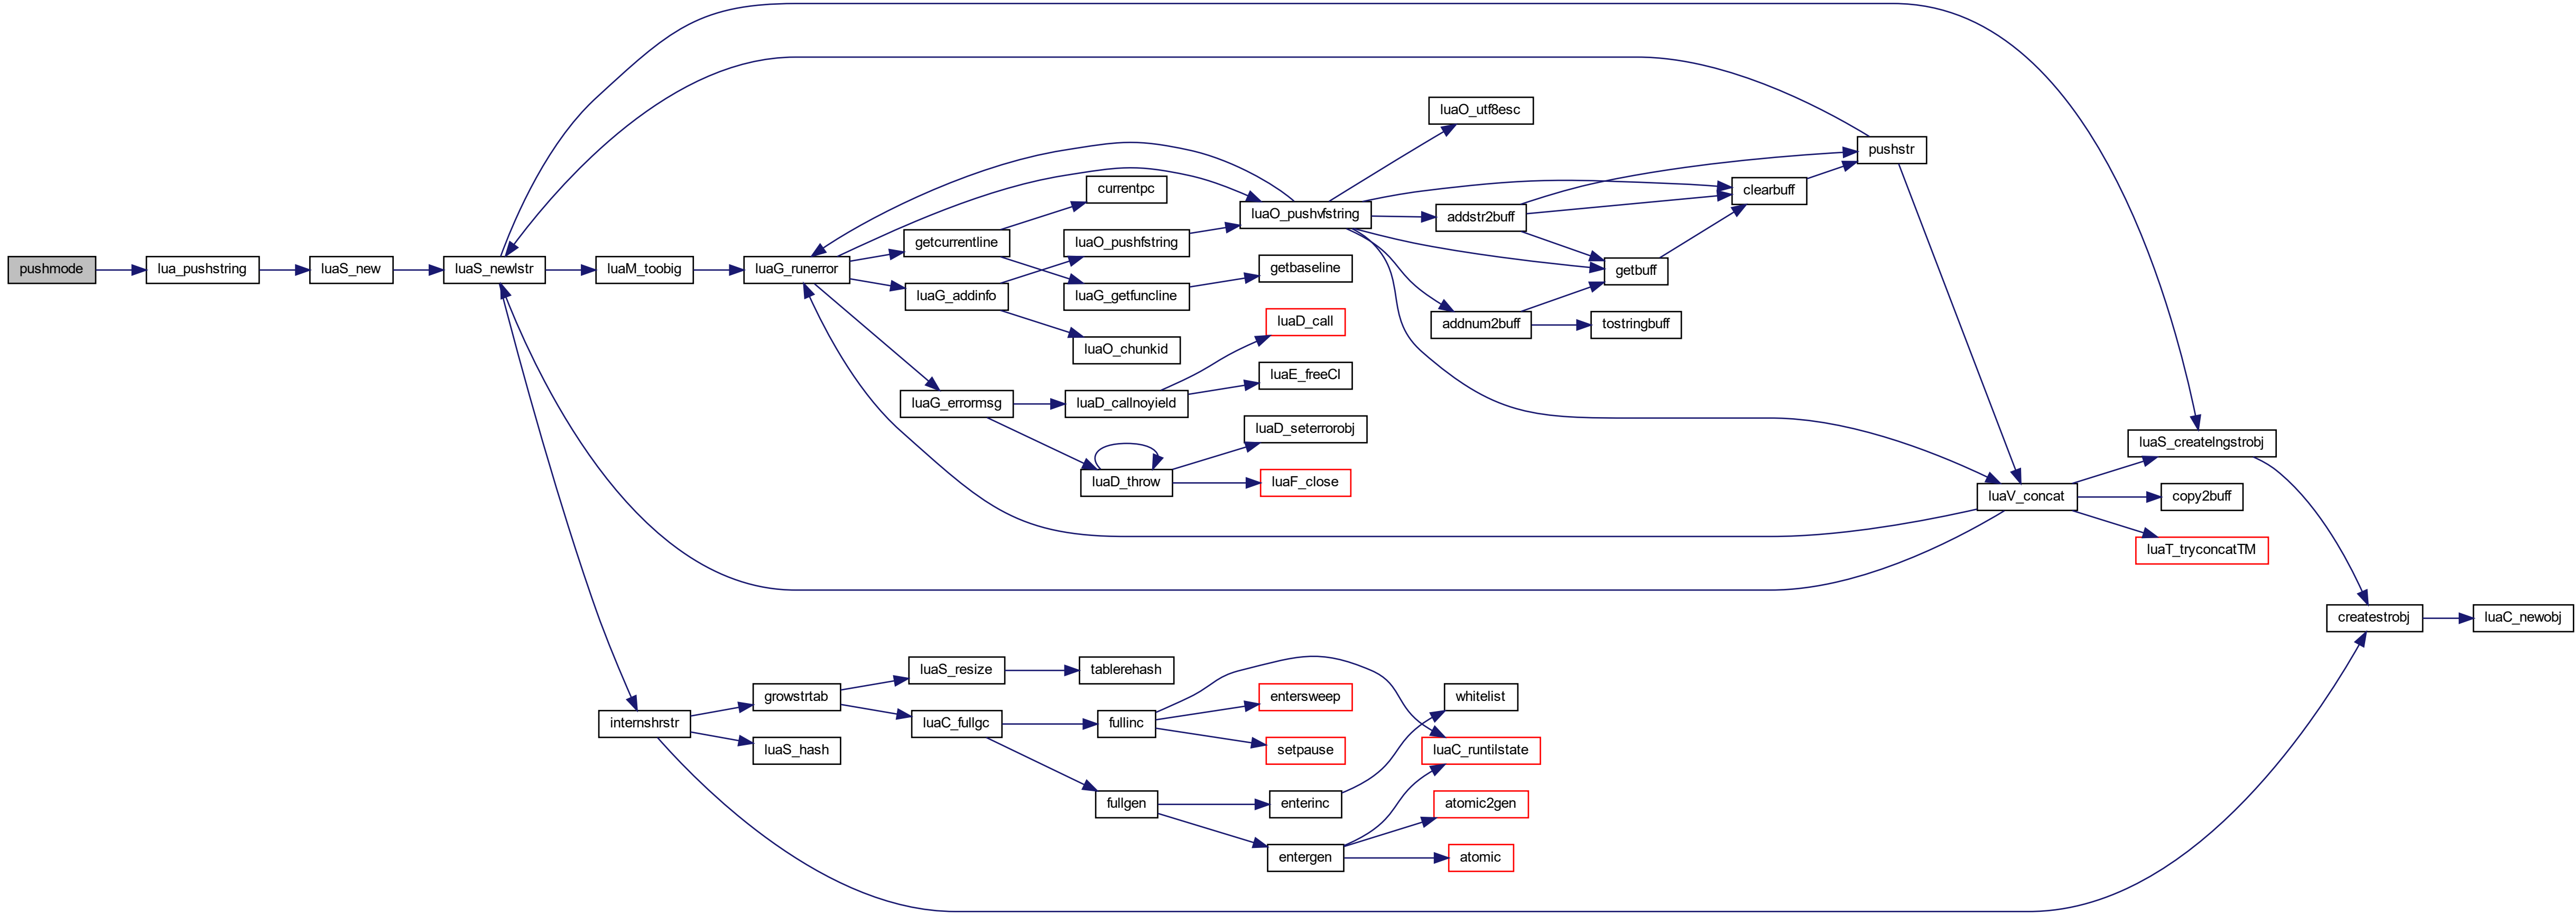 pushmode
lua_pushstring
luaS_new
luaS_newlstr
luaM_toobig
luaG_runerror
getcurrentline
currentpc
luaO_pushfstring
luaG_getfuncline
getbaseline
luaG_addinfo
luaO_chunkid
luaG_errormsg
luaD_callnoyield
luaD_call
luaE_freeCI
luaD_throw
luaD_seterrorobj
luaF_close
luaO_pushvfstring
luaO_utf8esc
addstr2buff
addnum2buff
getbuff
tostringbuff
clearbuff
pushstr
luaV_concat
luaS_createlngstrobj
copy2buff
luaT_tryconcatTM
createstrobj
luaC_newobj
internshrstr
growstrtab
luaS_hash
luaS_resize
tablerehash
luaC_fullgc
fullinc
entersweep
setpause
luaC_runtilstate
fullgen
enterinc
whitelist
entergen
atomic2gen
atomic